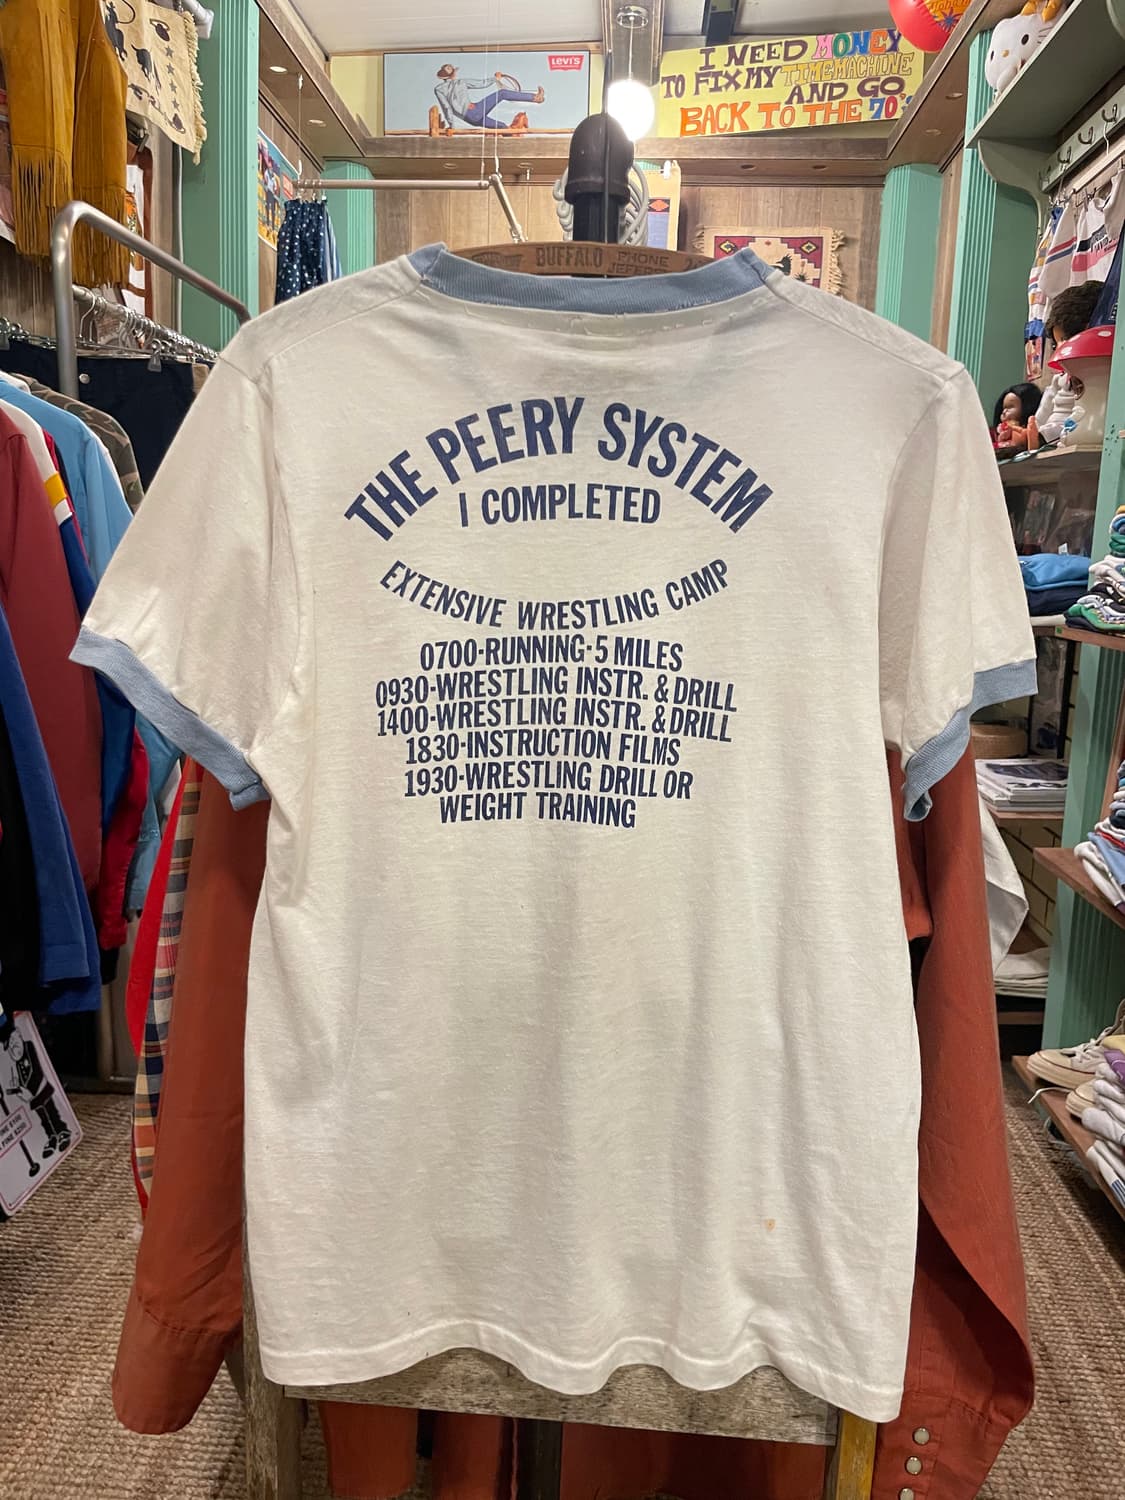 LEVI'S
I NEED MONEY
TO FIX MY TIMEMACHINE
AND GO
BACK TO THE 70's
BUFFALO
PHONE
THE PEERY SYSTEM
I COMPLETED
EXTENSIVE WRESTLING CAMP
0700-RUNNING-5 MILES
0930-WRESTLING INSTR. & DRILL
1400-WRESTLING INSTR. & DRILL
1830-INSTRUCTION FILMS
1930-WRESTLING DRILL OR
WEIGHT TRAINING